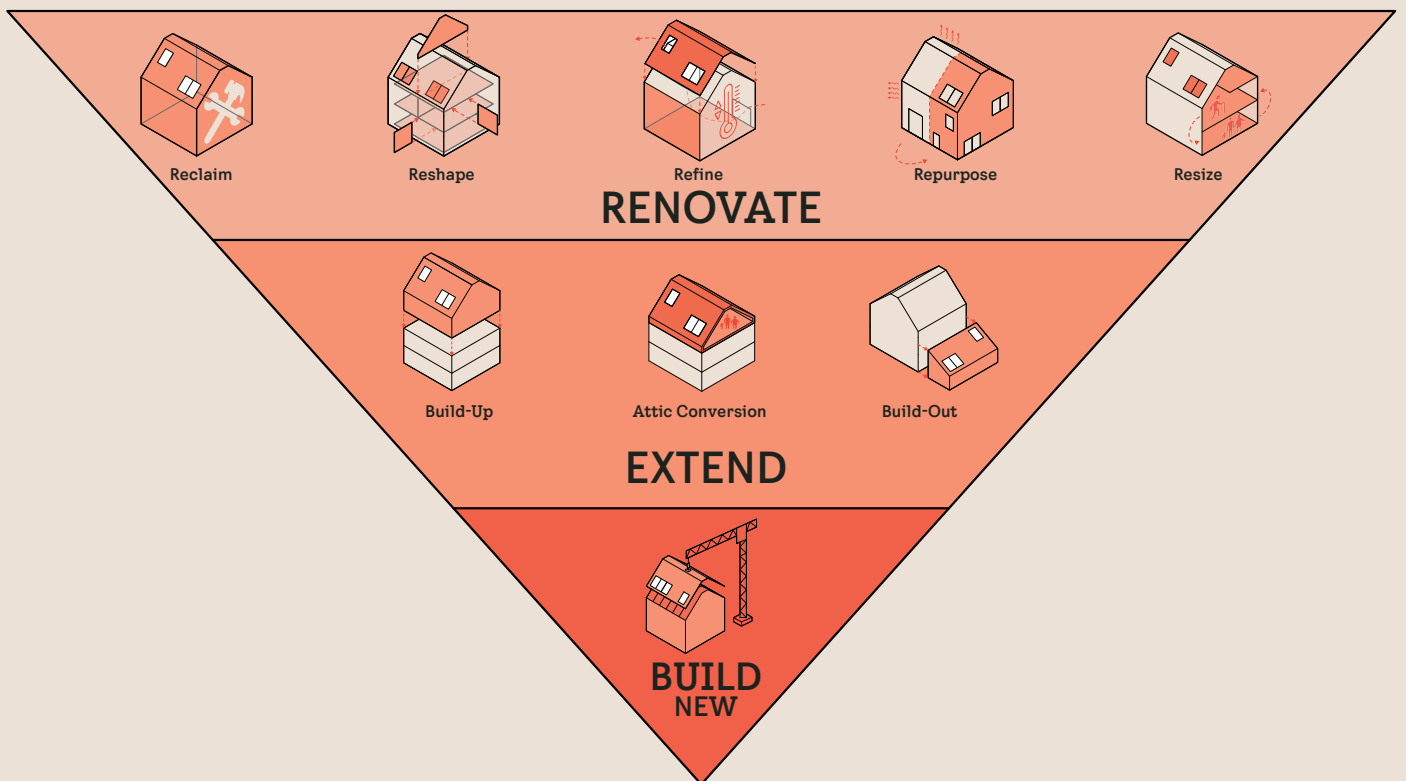 Reclaim
Reshape
Refine
Repurpose
Resize
RENOVATE
Build-Up
Attic Conversion
Build-Out
EXTEND
BUILD
NEW